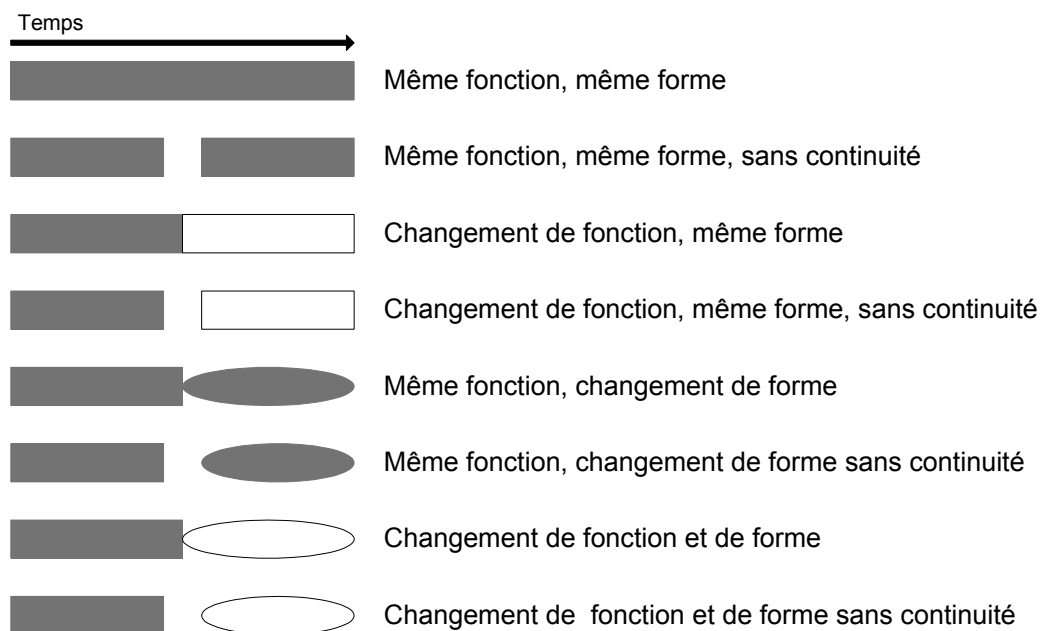 Temps
Même fonction, même forme
Même fonction, même forme, sans continuité
Changement de fonction, même forme
Changement de fonction, même forme, sans continuité
Même fonction, changement de forme
Même fonction, changement de forme sans continuité
Changement de fonction et de forme
Changement de  fonction et de forme sans continuité